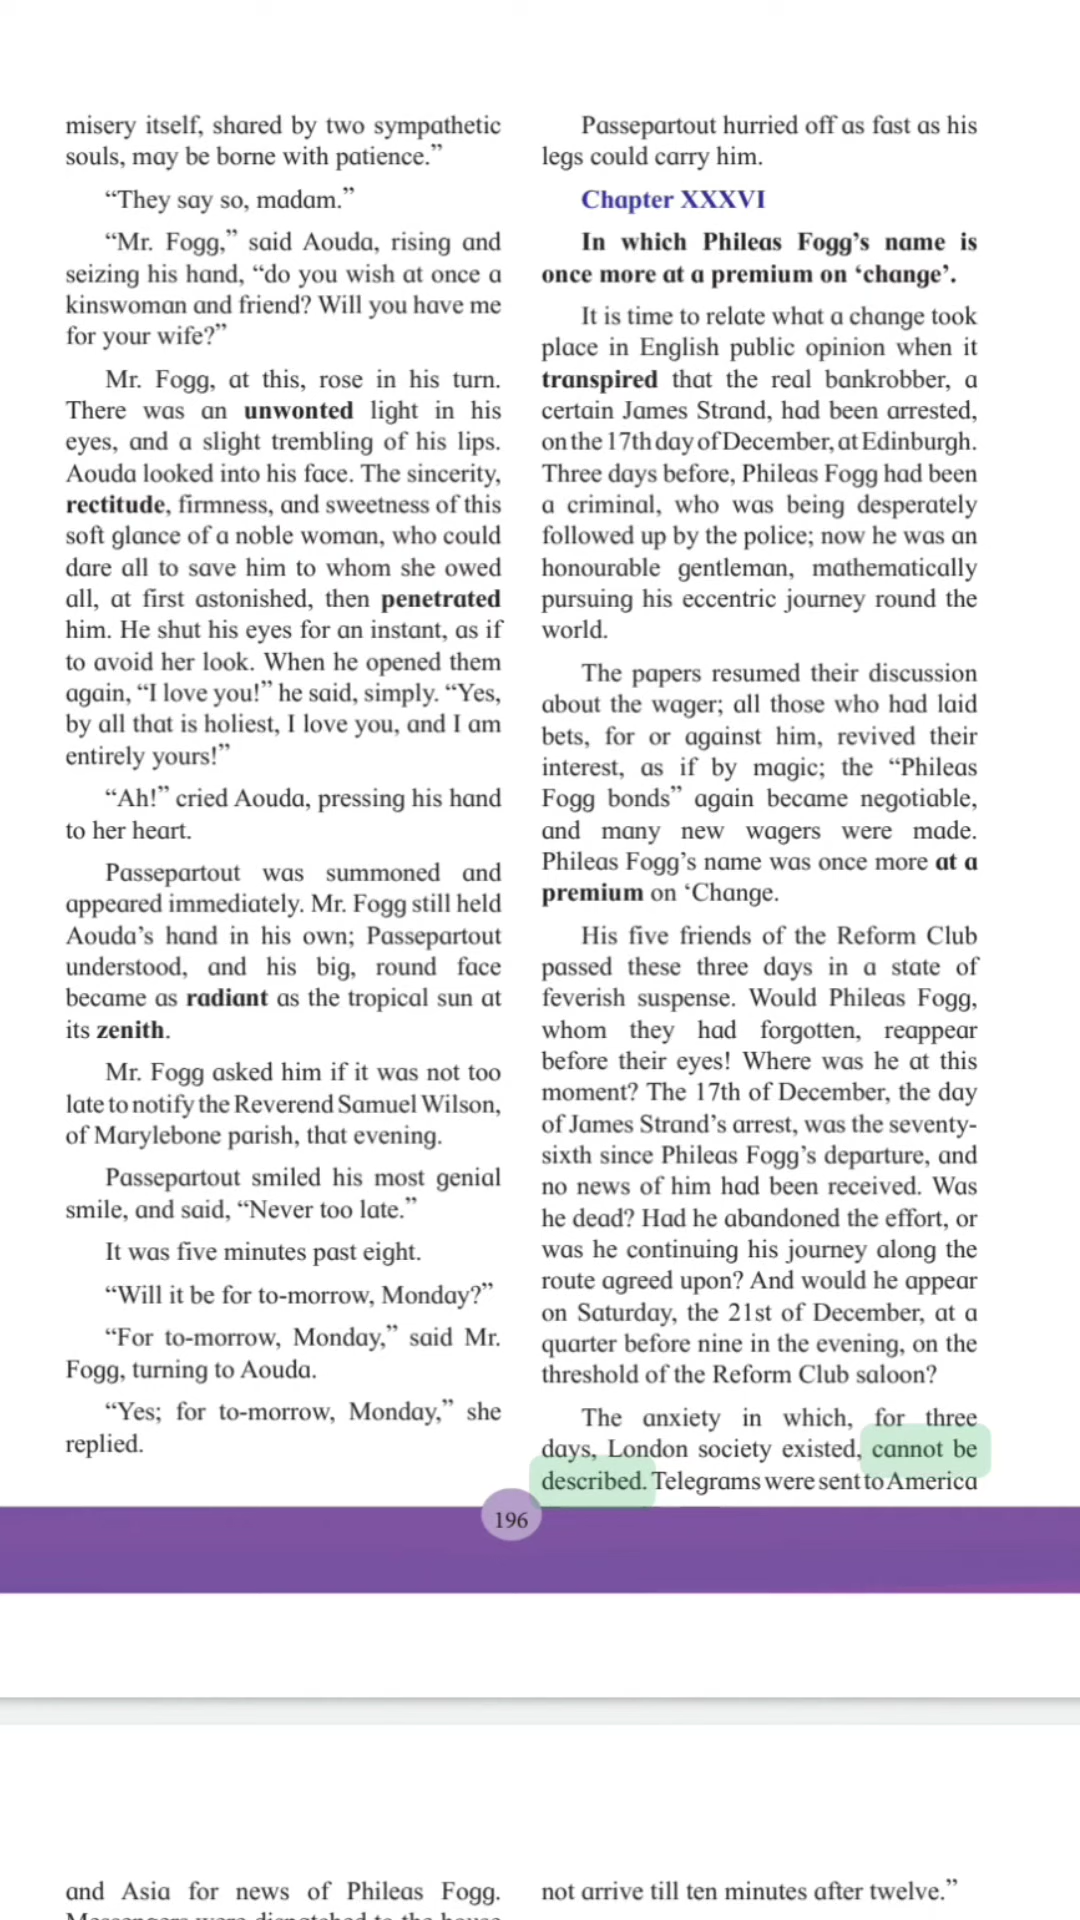 misery itself, shared by two sympathetic
souls, may be borne with patience.”
“They say so, madam.”
“Mr. Fogg,” said Aouda, rising and
seizing his hand, “do you wish at once a
kinswoman and friend? Will you have me
for your wife?”
Mr. Fogg, at this, rose in his turn.
There was an unwonted light in his
eyes, and a slight trembling of his lips.
Aouda looked into his face. The sincerity,
rectitude, firmness, and sweetness of this
soft glance of a noble woman, who could
dare all to save him to whom she owed
all, at first astonished, then penetrated
him. He shut his eyes for an instant, as if
to avoid her look. When he opened them
again, “I love you!” he said, simply. “Yes,
by all that is holiest, I love you, and I am
entirely yours!”
“Ah!” cried Aouda, pressing his hand
to her heart.
Passepartout was summoned and
appeared immediately. Mr. Fogg still held
Aouda’s hand in his own; Passepartout
understood, and his big, round face
became as radiant as the tropical sun at
its zenith.
Mr. Fogg asked him if it was not too
late to notify the Reverend Samuel Wilson,
of Marylebone parish, that evening.
Passepartout smiled his most genial
smile, and said, “Never too late.”
It was five minutes past eight.
“Will it be for to-morrow, Monday?”
“For to-morrow, Monday,” said Mr.
Fogg, turning to Aouda.
“Yes; for to-morrow, Monday,” she
replied.
Passepartout hurried off as fast as his
legs could carry him.
Chapter XXXVI
In which Phileas Fogg’s name is
once more at a premium on ‘change’.
It is time to relate what a change took
place in English public opinion when it
transpired that the real bankrobber, a
certain James Strand, had been arrested,
on the 17th day of December, at Edinburgh.
Three days before, Phileas Fogg had been
a criminal, who was being desperately
followed up by the police; now he was an
honourable gentleman, mathematically
pursuing his eccentric journey round the
world.
The papers resumed their discussion
about the wager; all those who had laid
bets, for or against him, revived their
interest, as if by magic; the “Phileas
Fogg bonds” again became negotiable,
and many new wagers were made.
Phileas Fogg’s name was once more at a
premium on ‘Change.
His five friends of the Reform Club
passed these three days in a state of
feverish suspense. Would Phileas Fogg,
whom they had forgotten, reappear
before their eyes! Where was he at this
moment? The 17th of December, the day
of James Strand’s arrest, was the seventy-
sixth since Phileas Fogg’s departure, and
no news of him had been received. Was
he dead? Had he abandoned the effort, or
was he continuing his journey along the
route agreed upon? And would he appear
on Saturday, the 21st of December, at a
quarter before nine in the evening, on the
threshold of the Reform Club saloon?
The anxiety in which, for three
days, London society existed, cannot be
described. Telegrams were sent to America
196
and Asia for news of Phileas Fogg.
Messengers were dispatched to the house
not arrive till ten minutes after twelve.”